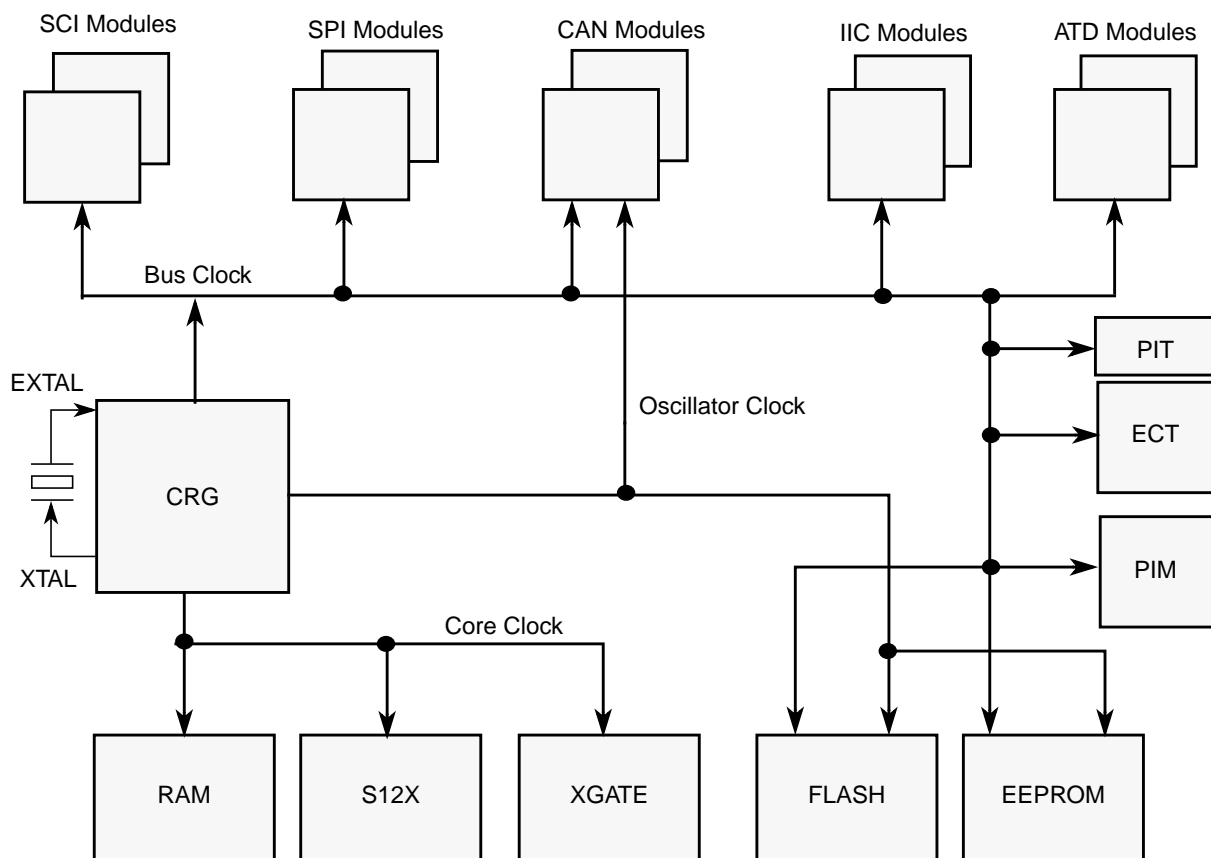 SCI Modules
SPI Modules
CAN Modules
IIC Modules
ATD Modules
Bus Clock
PIT
EXTAL
Oscillator Clock
ECT
CRG
XTAL
PIM
Core Clock
RAM
S12X
XGATE
FLASH
EEPROM